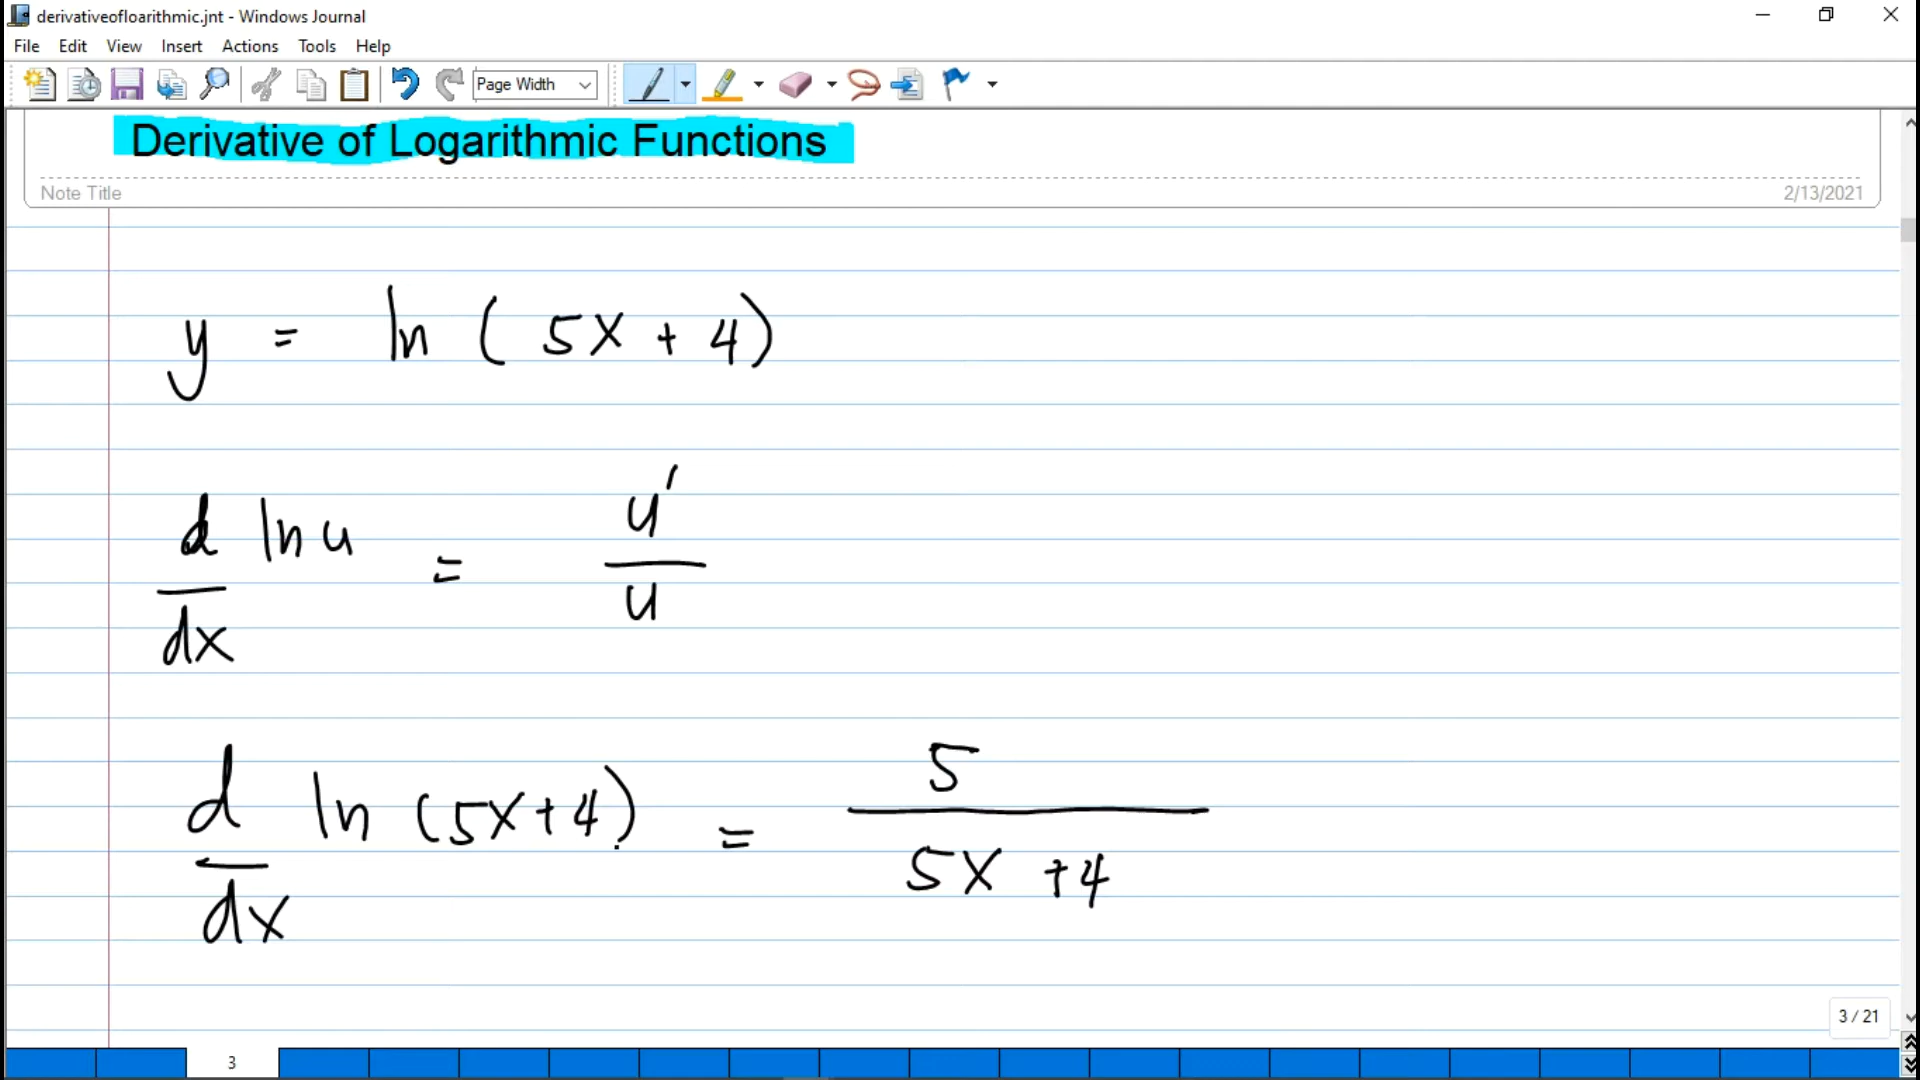 derivativeofloarithmic.jnt - Windows Journal
File Edit View Insert Actions Tools Help
Page Width
Derivative of Logarithmic Functions
Note Title 2/13/2021
y = ln ( 5x + 4 )
d/dx ln u = u'/u
d/dx ln (5x+4) = 5/5x +4
3 / 21
3